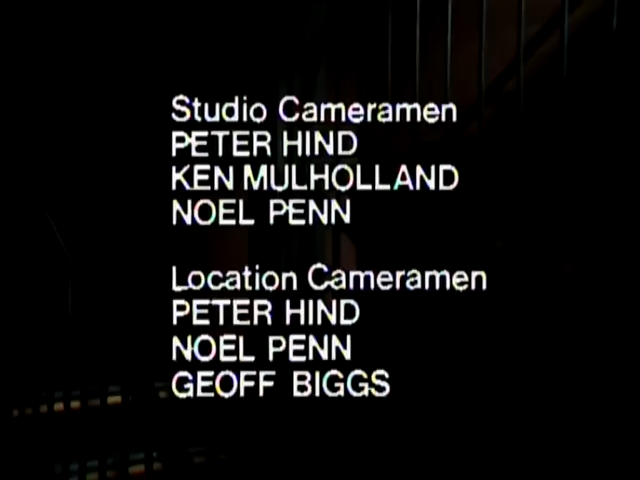 Studio Cameramen
PETER HIND
KEN MULHOLLAND
NOEL PENN
Location Cameramen
PETER HIND
NOEL PENN
GEOFF BIGGS